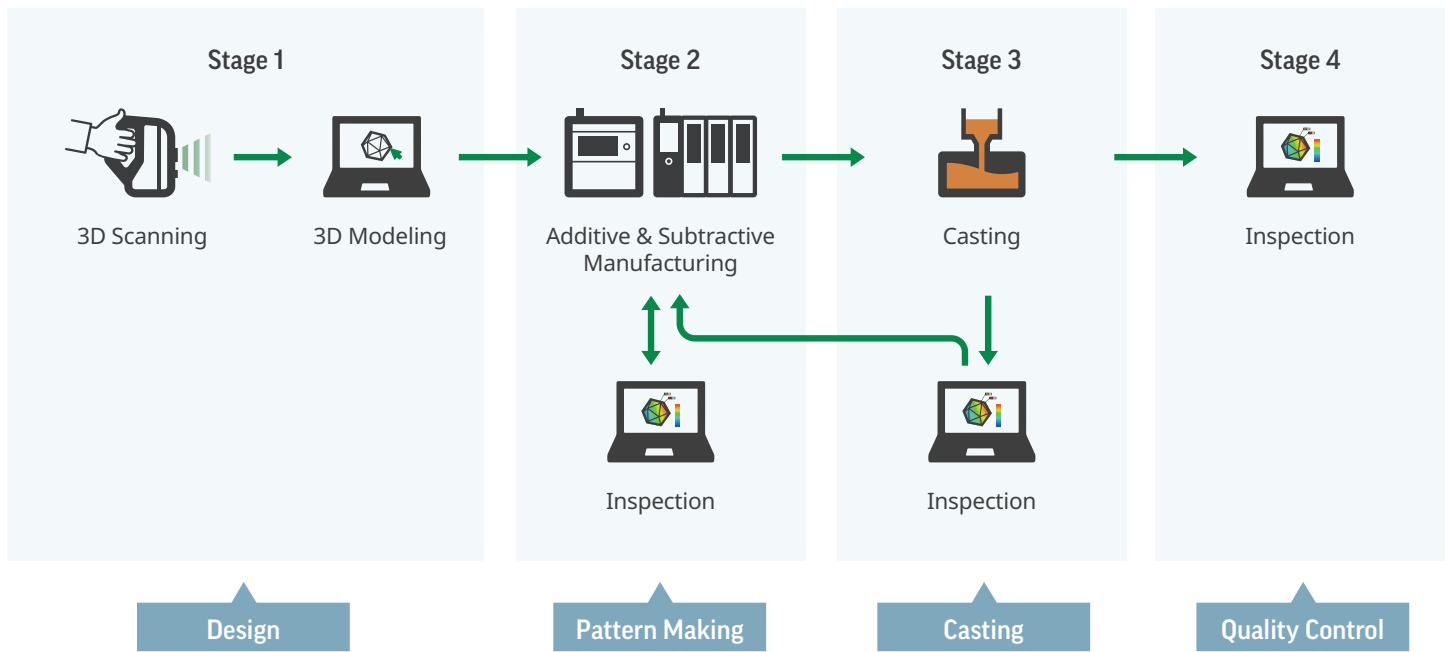 Stage 1
Stage 2
Stage 3
Stage 4
3D Scanning
3D Modeling
Additive & Subtractive
Manufacturing
Casting
Inspection
Inspection
Inspection
Design
Pattern Making
Casting
Quality Control